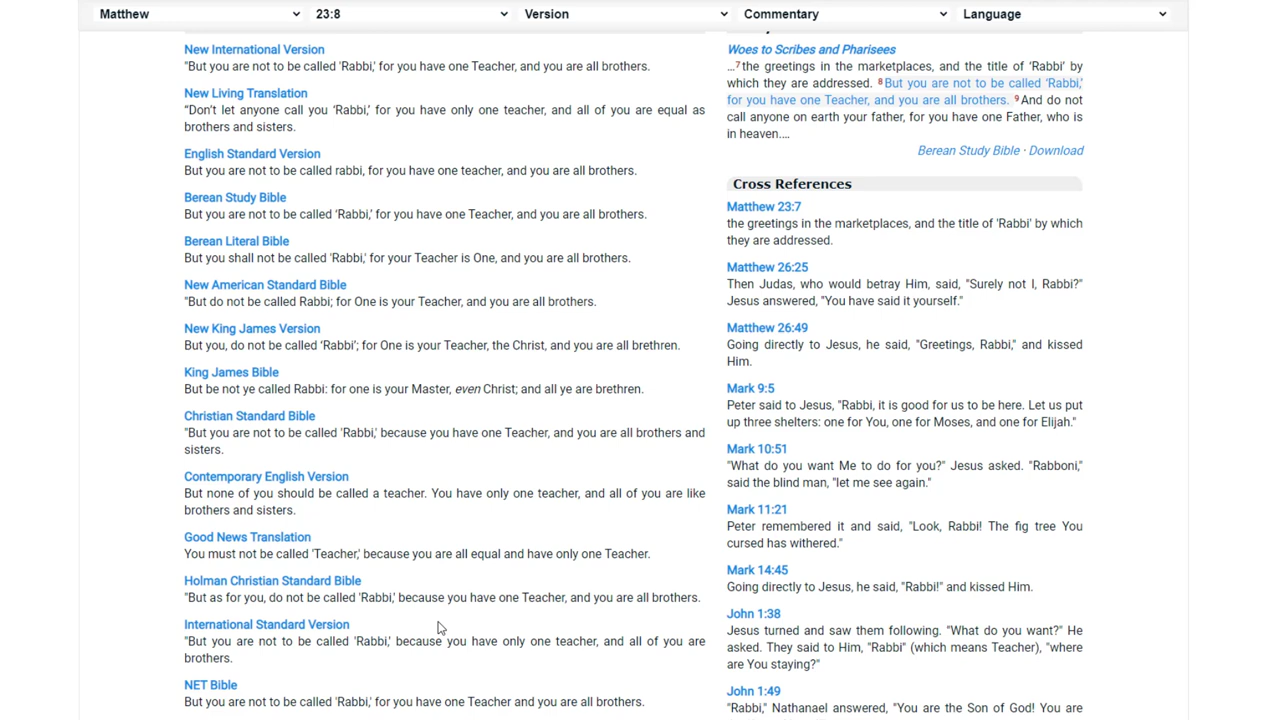 Matthew 23:8 Version Commentary Language
New International Version
"But you are not to be called 'Rabbi,' for you have one Teacher, and you are all brothers.
New Living Translation
"Don't let anyone call you 'Rabbi,' for you have only one teacher, and all of you are equal as
brothers and sisters.
English Standard Version
But you are not to be called rabbi, for you have one teacher, and you are all brothers.
Berean Study Bible
But you are not to be called 'Rabbi,' for you have one Teacher, and you are all brothers.
Berean Literal Bible
But you shall not be called 'Rabbi,' for your Teacher is One, and you are all brothers.
New American Standard Bible
"But do not be called Rabbi; for One is your Teacher, and you are all brothers.
New King James Version
But you, do not be called 'Rabbi'; for One is your Teacher, the Christ, and you are all brethren.
King James Bible
But be not ye called Rabbi: for one is your Master, even Christ; and all ye are brethren.
Christian Standard Bible
"But you are not to be called 'Rabbi,' because you have one Teacher, and you are all brothers and
sisters.
Contemporary English Version
But none of you should be called a teacher. You have only one teacher, and all of you are like
brothers and sisters.
Good News Translation
You must not be called 'Teacher,' because you are all equal and have only one Teacher.
Holman Christian Standard Bible
"But as for you, do not be called 'Rabbi,' because you have one Teacher, and you are all brothers.
International Standard Version
"But you are not to be called 'Rabbi,' because you have only one teacher, and all of you are
brothers.
NET Bible
But you are not to be called 'Rabbi,' for you have one Teacher and you are all brothers.
Woes to Scribes and Pharisees
…7the greetings in the marketplaces, and the title of 'Rabbi' by
which they are addressed. 8But you are not to be called 'Rabbi,'
for you have one Teacher, and you are all brothers. 9And do not
call anyone on earth your father, for you have one Father, who is
in heaven.…
Berean Study Bible · Download
Cross References
Matthew 23:7
the greetings in the marketplaces, and the title of 'Rabbi' by which
they are addressed.
Matthew 26:25
Then Judas, who would betray Him, said, "Surely not I, Rabbi?"
Jesus answered, "You have said it yourself."
Matthew 26:49
Going directly to Jesus, he said, "Greetings, Rabbi," and kissed
Him.
Mark 9:5
Peter said to Jesus, "Rabbi, it is good for us to be here. Let us put
up three shelters: one for You, one for Moses, and one for Elijah."
Mark 10:51
"What do you want Me to do for you?" Jesus asked. "Rabboni,"
said the blind man, "let me see again."
Mark 11:21
Peter remembered it and said, "Look, Rabbi! The fig tree You
cursed has withered."
Mark 14:45
Going directly to Jesus, he said, "Rabbi!" and kissed Him.
John 1:38
Jesus turned and saw them following. "What do you want?" He
asked. They said to Him, "Rabbi" (which means Teacher), "where
are You staying?"
John 1:49
"Rabbi," Nathanael answered, "You are the Son of God! You are